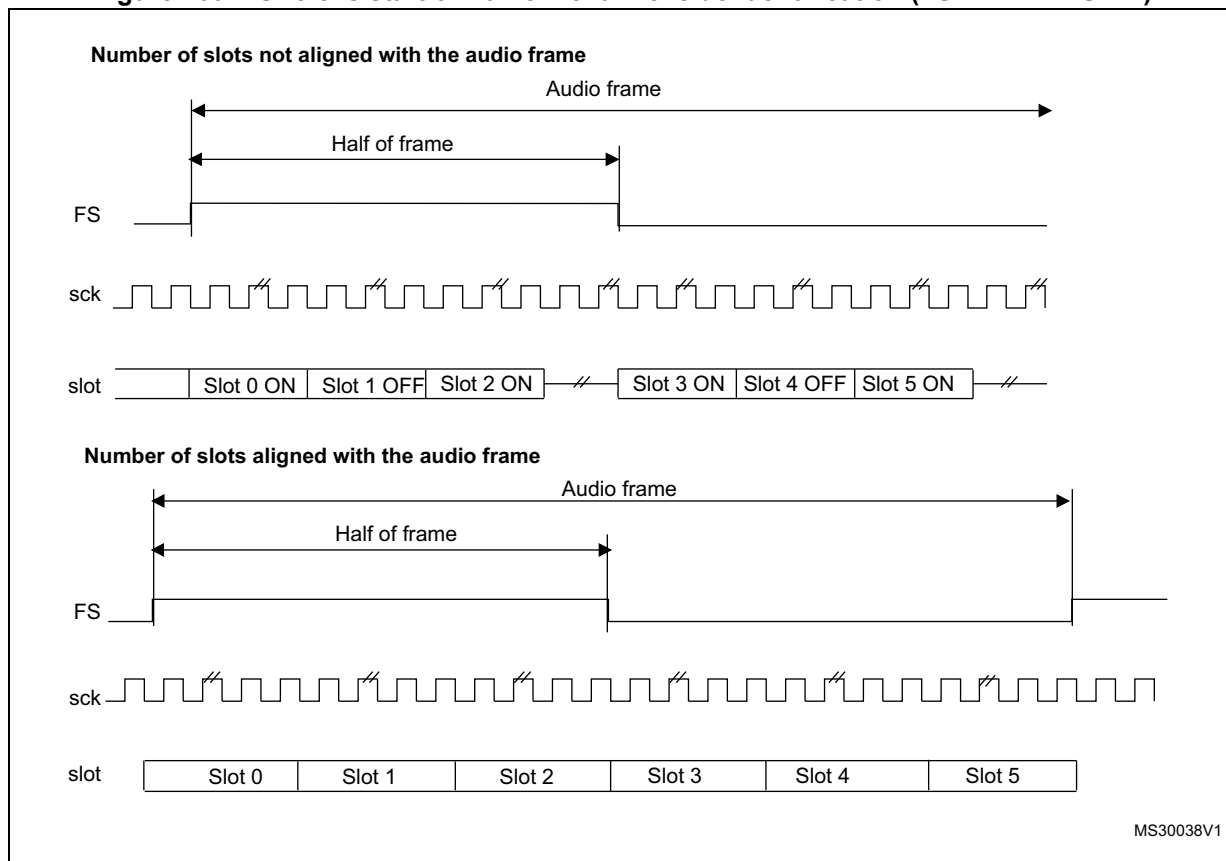 Number of slots not aligned with the audio frame
Audio frame
Half of frame
FS
sck
slot Slot 0 ON Slot 1 OFF Slot 2 ON Slot 3 ON Slot 4 OFF Slot 5 ON
Number of slots aligned with the audio frame
Audio frame
Half of frame
FS
sck
slot Slot 0 Slot 1 Slot 2 Slot 3 Slot 4 Slot 5
MS30038V1